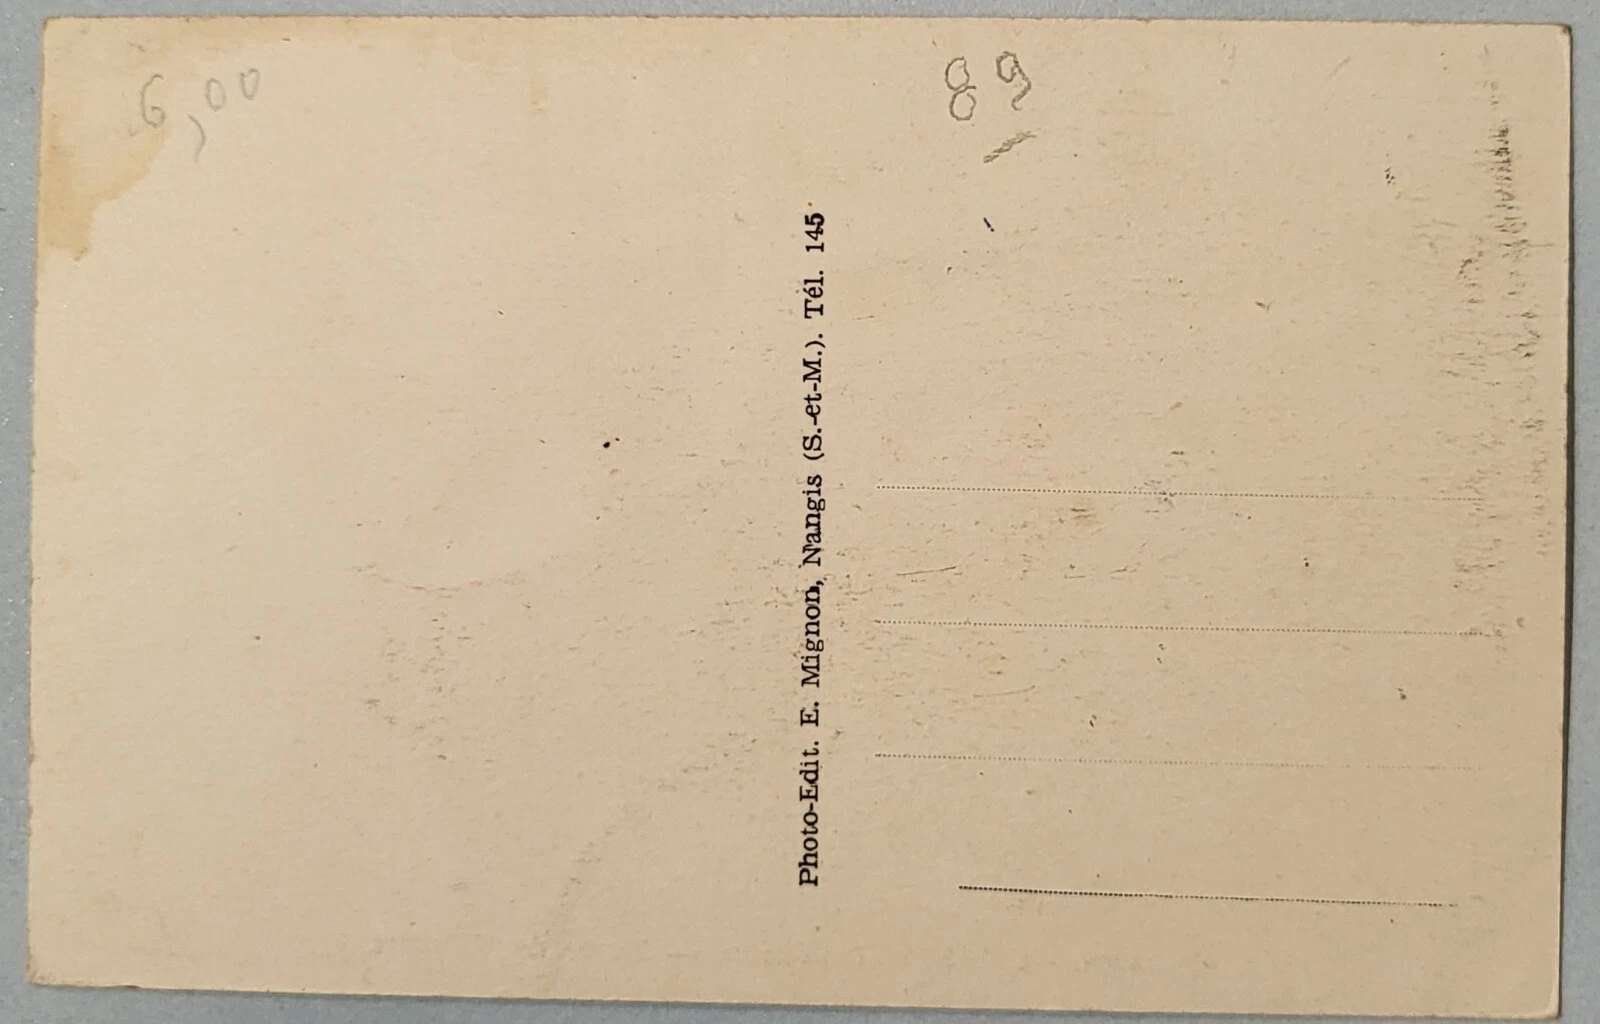 6,00
89
Photo-Edit. E. Mignon, Nangis (S.-et-M.). Tél. 145